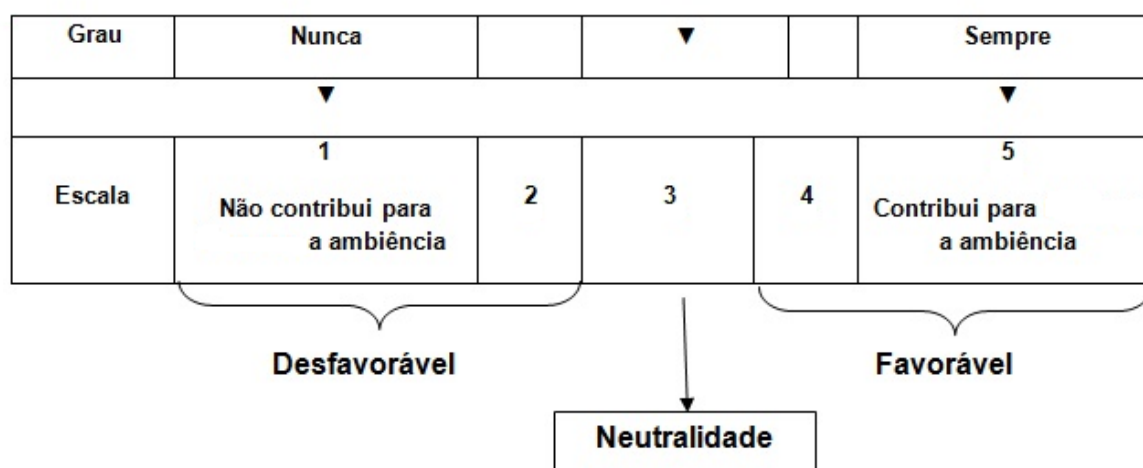 Grau Nunca ▼ Sempre
▼ ▼
1 5
Escala 2 3 4
Não contribui para Contribui para
a ambiência a ambiência
Desfavorável Favorável
Neutralidade